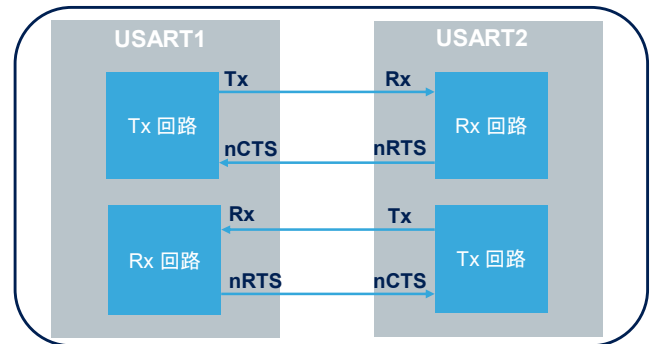 USART1 USART2
Tx Rx
Tx 回路 Rx 回路
nCTS nRTS
Rx Tx
Rx 回路 Tx 回路
nRTS nCTS